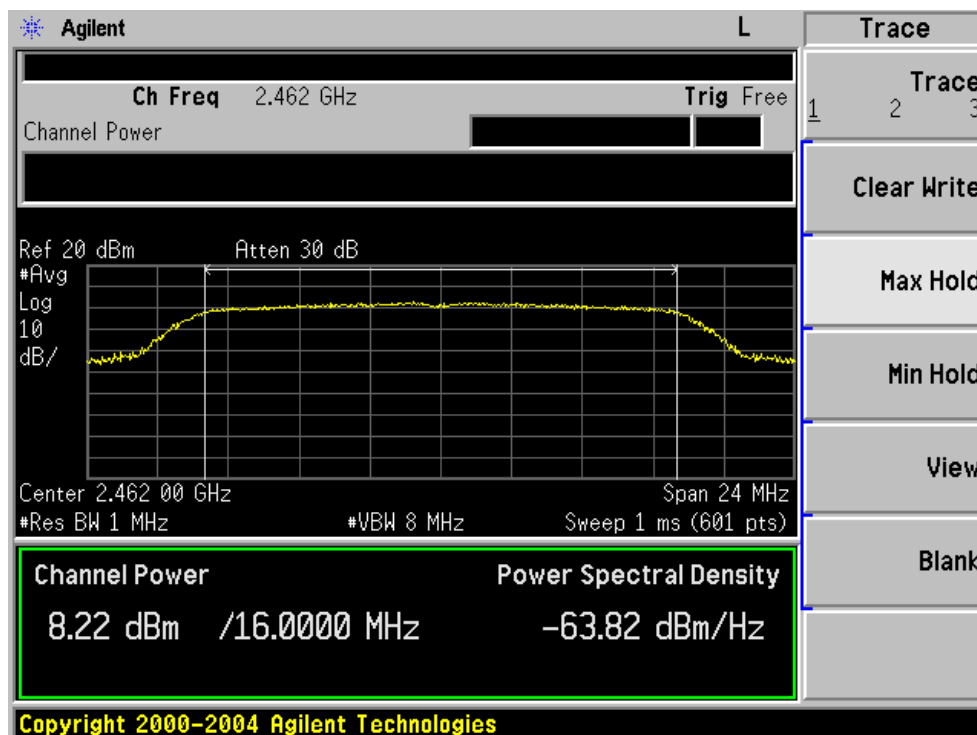 Agilent L Trace
Ch Freq 2.462 GHz Trig Free
Channel Power
Trace
1 2 3
Clear Write
Ref 20 dBm Atten 30 dB
#Avg
Log
10
dB/
Max Hold
Min Hold
View
Center 2.462 00 GHz Span 24 MHz
#Res BW 1 MHz #VBW 8 MHz Sweep 1 ms (601 pts)
Blank
Channel Power Power Spectral Density
8.22 dBm /16.0000 MHz -63.82 dBm/Hz
Copyright 2000-2004 Agilent Technologies